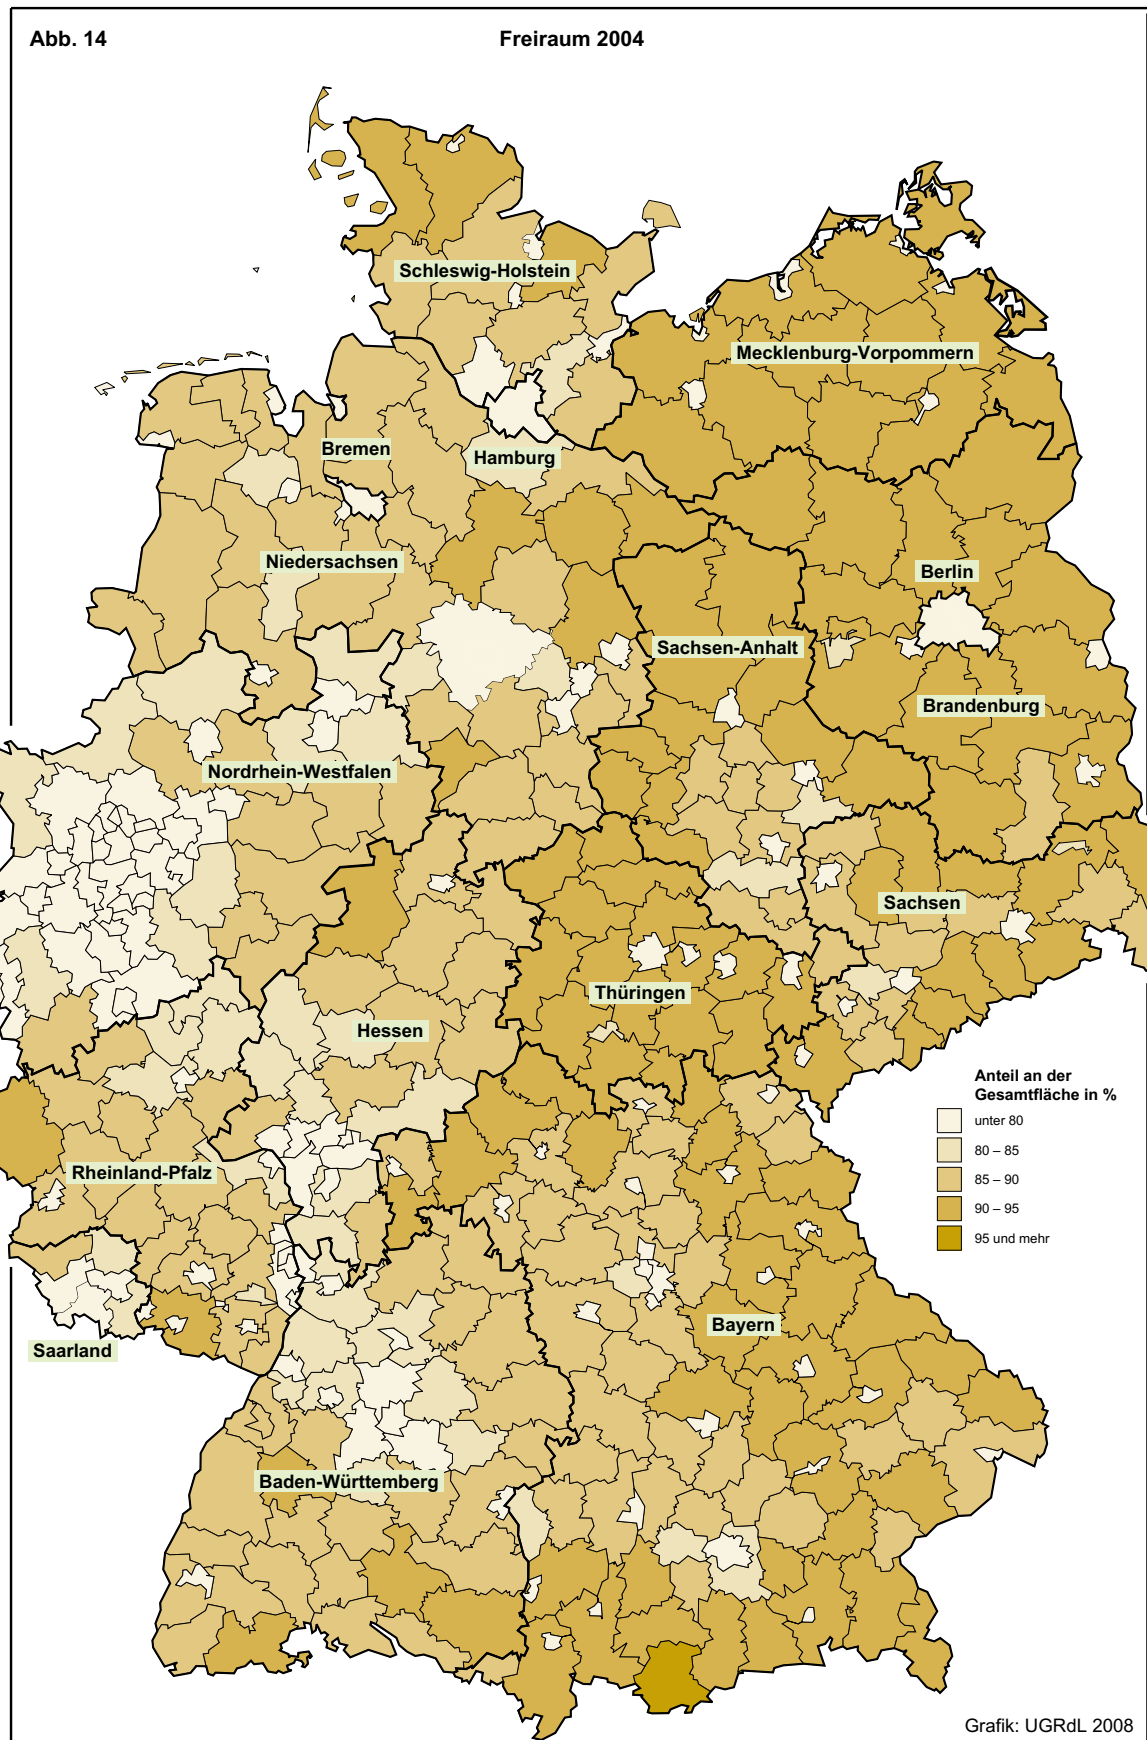 Abb. 14
Freiraum 2004
Schleswig-Holstein
Mecklenburg-Vorpommern
Bremen
Hamburg
Niedersachsen
Berlin
Sachsen-Anhalt
Brandenburg
Nordrhein-Westfalen
Sachsen
Thüringen
Hessen
Anteil an der
Gesamtfläche in %
unter 80
80 – 85
85 – 90
90 – 95
95 und mehr
Rheinland-Pfalz
Bayern
Saarland
Baden-Württemberg
Grafik: UGRdL 2008